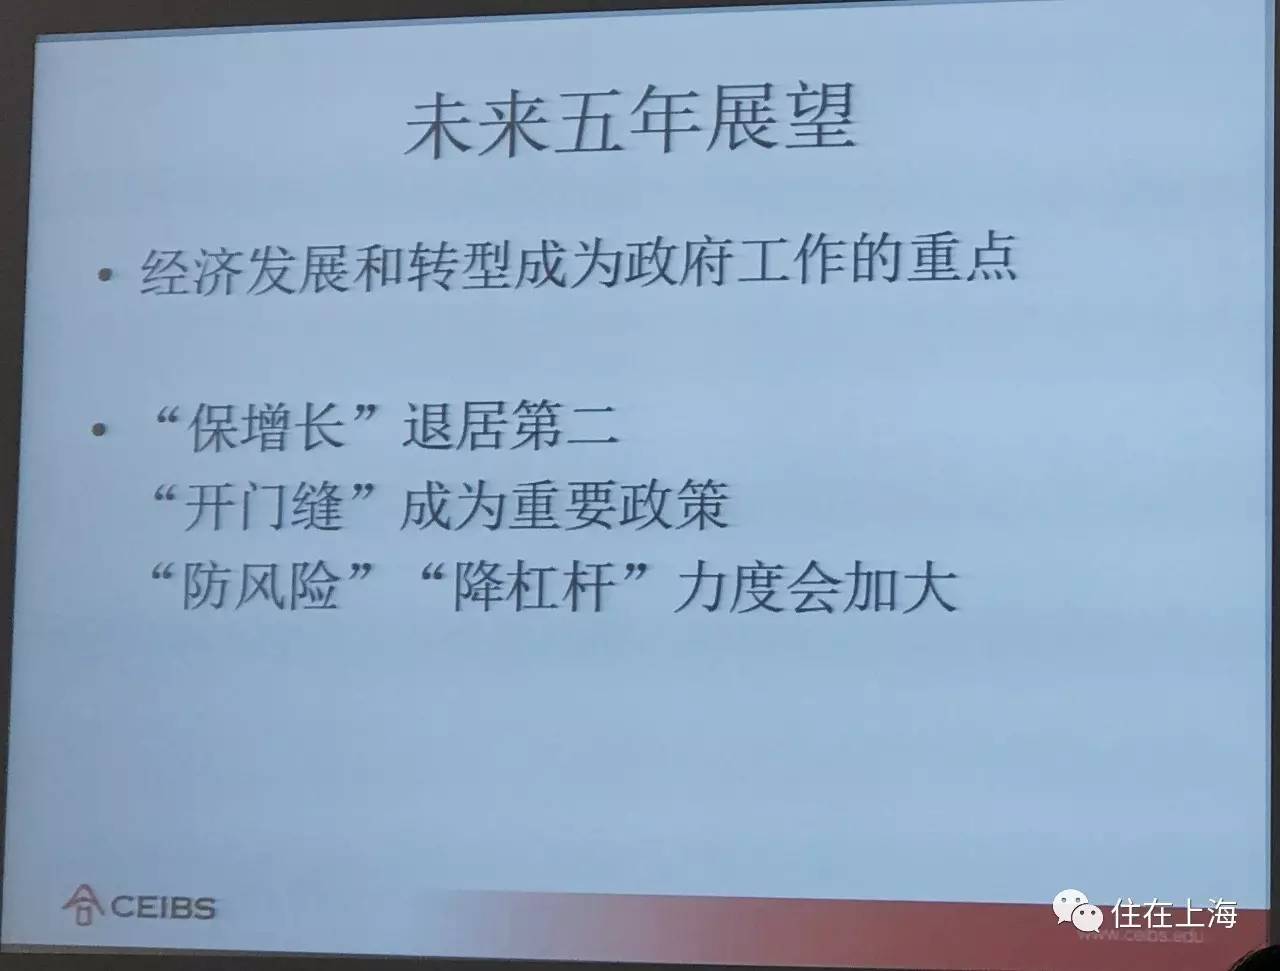 未来五年展望
• 经济发展和转型成为政府工作的重点
• “保增长”退居第二
“开门缝”成为重要政策
“防风险”“降杠杆”力度会加大
CEIBS
住在上海
www.ceibs.edu